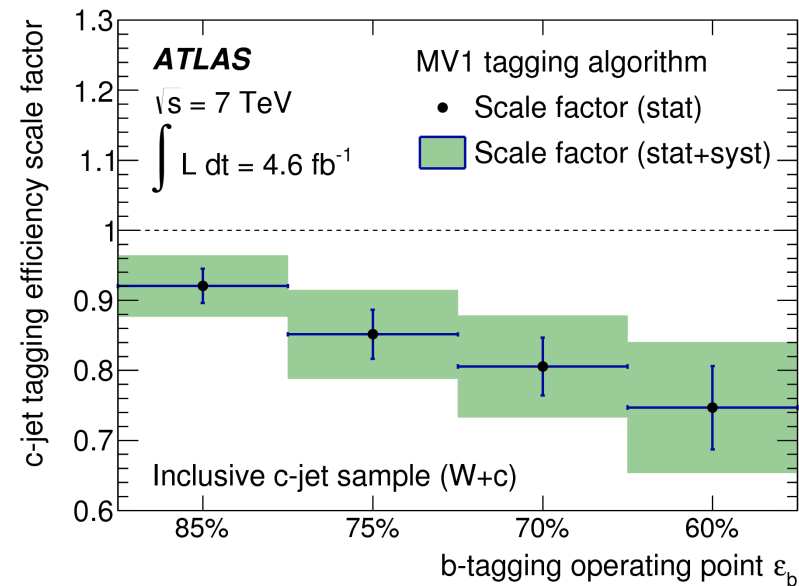 1.3
1.2
1.1
1
0.9
0.8
0.7
0.6
c-jet tagging efficiency scale factor
ATLAS
√s = 7 TeV
∫ L dt = 4.6 fb⁻¹
MV1 tagging algorithm
Scale factor (stat)
Scale factor (stat+syst)
Inclusive c-jet sample (W+c)
85% 75% 70% 60%
b-tagging operating point εb